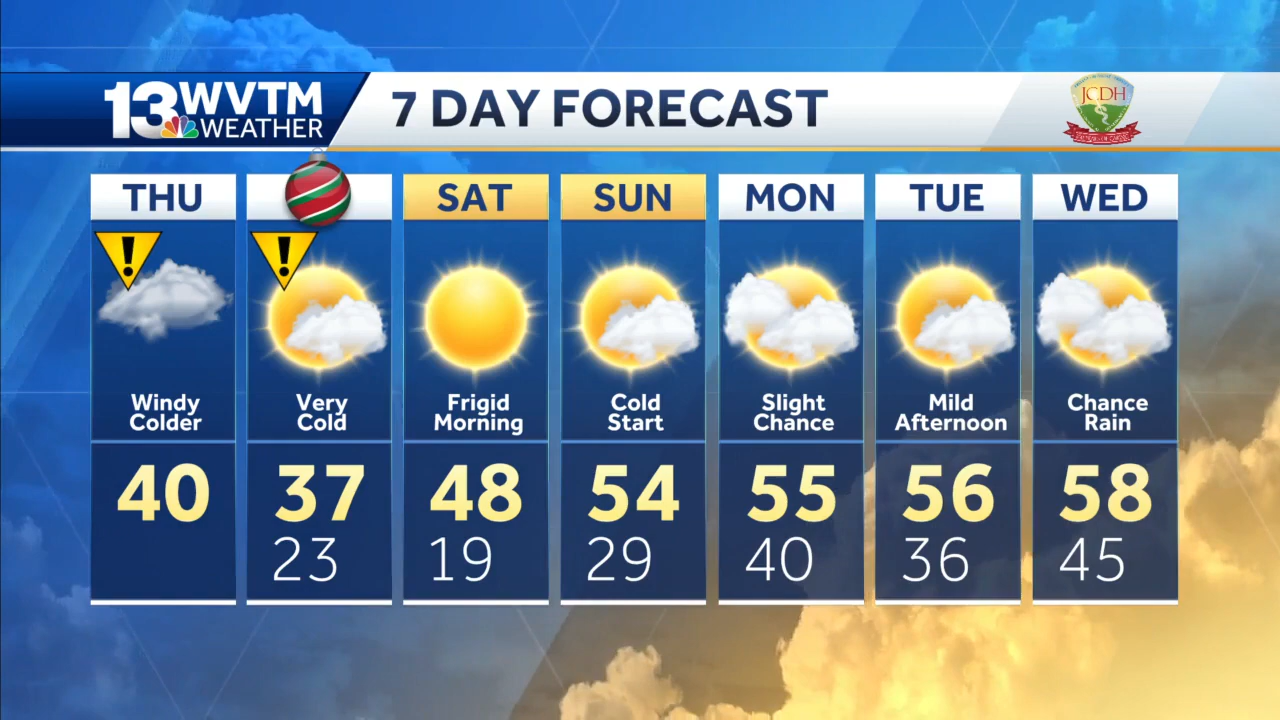 13 WVTM
WEATHER
7 DAY FORECAST
JCDH
THU
SAT
SUN
MON
TUE
WED
!
!
Windy
Colder
Very
Cold
Frigid
Morning
Cold
Start
Slight
Chance
Mild
Afternoon
Chance
Rain
40
37
48
54
55
56
58
23
19
29
40
36
45